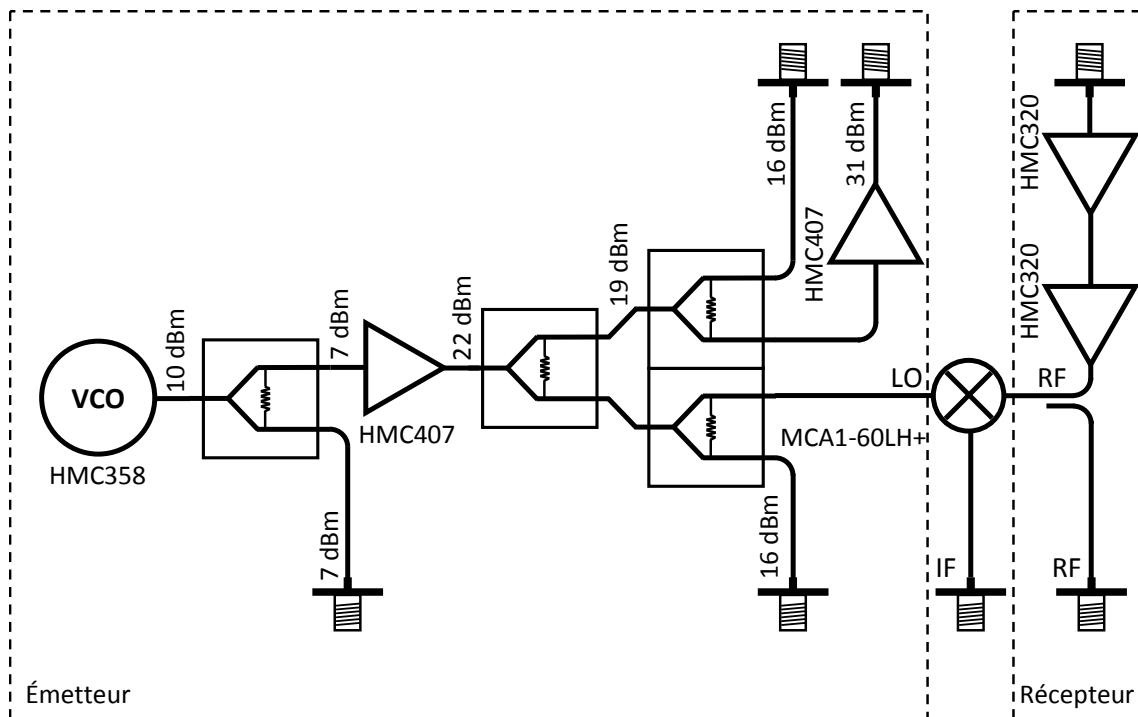 16 dBm
31 dBm
HMC320
HMC407
19 dBm
HMC320
10 dBm
7 dBm
22 dBm
VCO
LO
RF
HMC407
MCA1-60LH+
HMC358
7 dBm
16 dBm
IF
RF
Émetteur
Récepteur